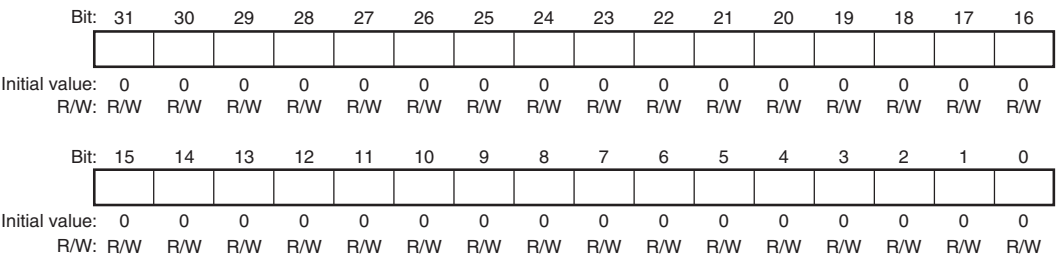 Bit: 31 30 29 28 27 26 25 24 23 22 21 20 19 18 17 16
Initial value: 0 0 0 0 0 0 0 0 0 0 0 0 0 0 0 0
R/W: R/W R/W R/W R/W R/W R/W R/W R/W R/W R/W R/W R/W R/W R/W R/W R/W
Bit: 15 14 13 12 11 10 9 8 7 6 5 4 3 2 1 0
Initial value: 0 0 0 0 0 0 0 0 0 0 0 0 0 0 0 0
R/W: R/W R/W R/W R/W R/W R/W R/W R/W R/W R/W R/W R/W R/W R/W R/W R/W